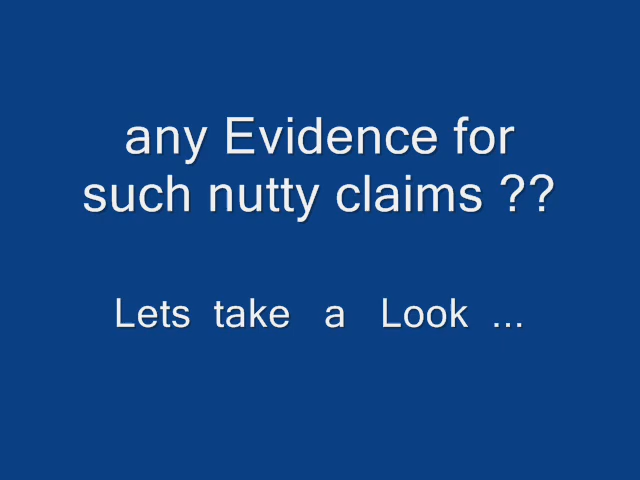 any Evidence for
such nutty claims ??
Lets take a Look ...